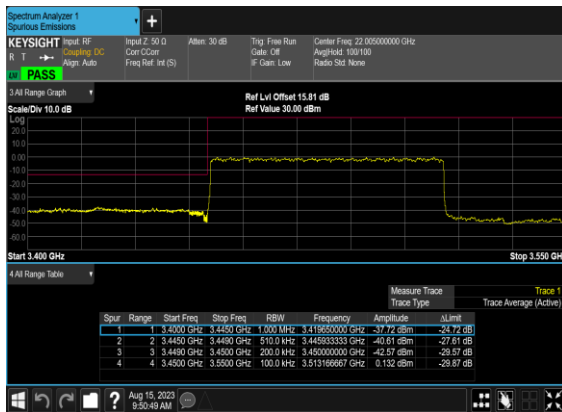 Spectrum Analyzer 1
Spurious Emissions
+
KEYSIGHT Input: RF Input Z: 50 Ω Atten: 30 dB Trig: Free Run Center Freq: 22.005000000 GHz
R T Coupling: DC Corr CCorr Gate: Off Avg|Hold: 100/100
Align: Auto Freq Ref: Int (S) IF Gain: Low Radio Std: None
PASS
3 All Range Graph
Ref Lvl Offset 15.81 dB
Scale/Div 10.0 dB Ref Value 30.00 dBm
Log
20.0
10.0
0.00
-10.0
-20.0
-30.0
-40.0
-50.0
-60.0
Start 3.400 GHz Stop 3.550 GH
4 All Range Table
Measure Trace Trace 1
Trace Type Trace Average (Active)
Spur Range Start Freq Stop Freq RBW Frequency Amplitude ΔLimit
1 1 3.4000 GHz 3.4450 GHz 1.000 MHz 3.419650000 GHz -37.72 dBm -24.72 dB
2 2 3.4450 GHz 3.4490 GHz 510.0 kHz 3.445933333 GHz -40.61 dBm -27.61 dB
3 3 3.4490 GHz 3.4500 GHz 200.0 kHz 3.450000000 GHz -42.57 dBm -29.57 dB
4 4 3.4500 GHz 3.5500 GHz 100.0 kHz 3.513166667 GHz 0.132 dBm -29.87 dB
? Aug 15, 2023
9:50:49 AM